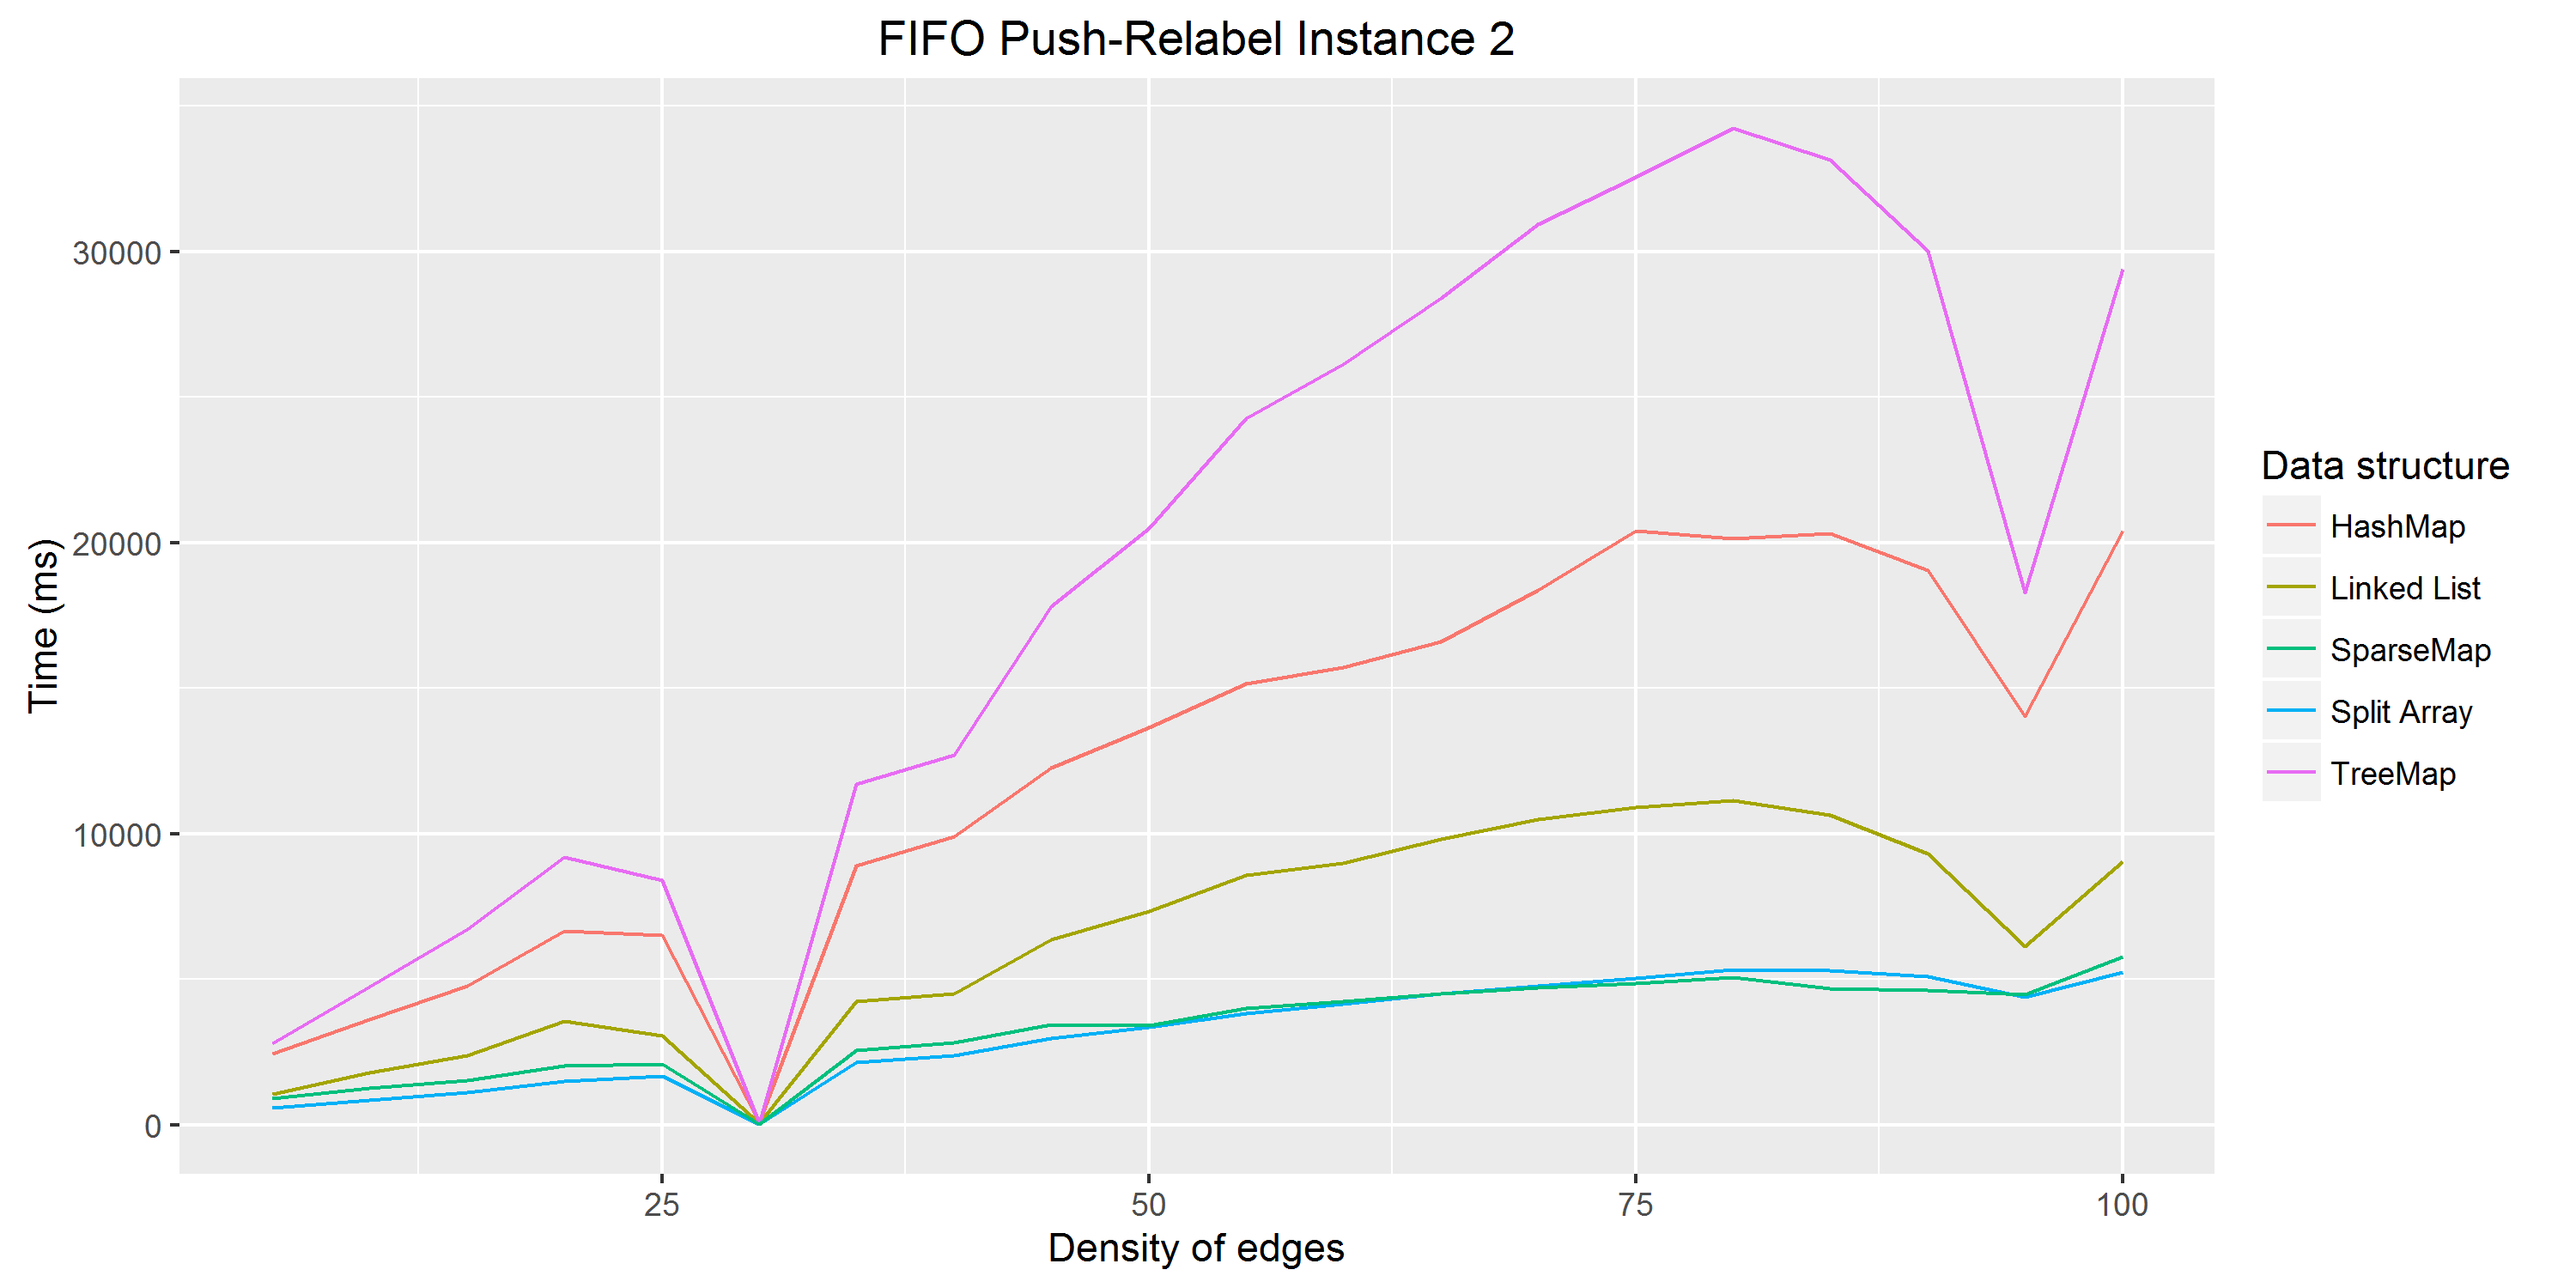 FIFO Push-Relabel Instance 2
Time (ms)
30000
20000
10000
0
25 50 75 100
Density of edges
Data structure
HashMap
Linked List
SparseMap
Split Array
TreeMap